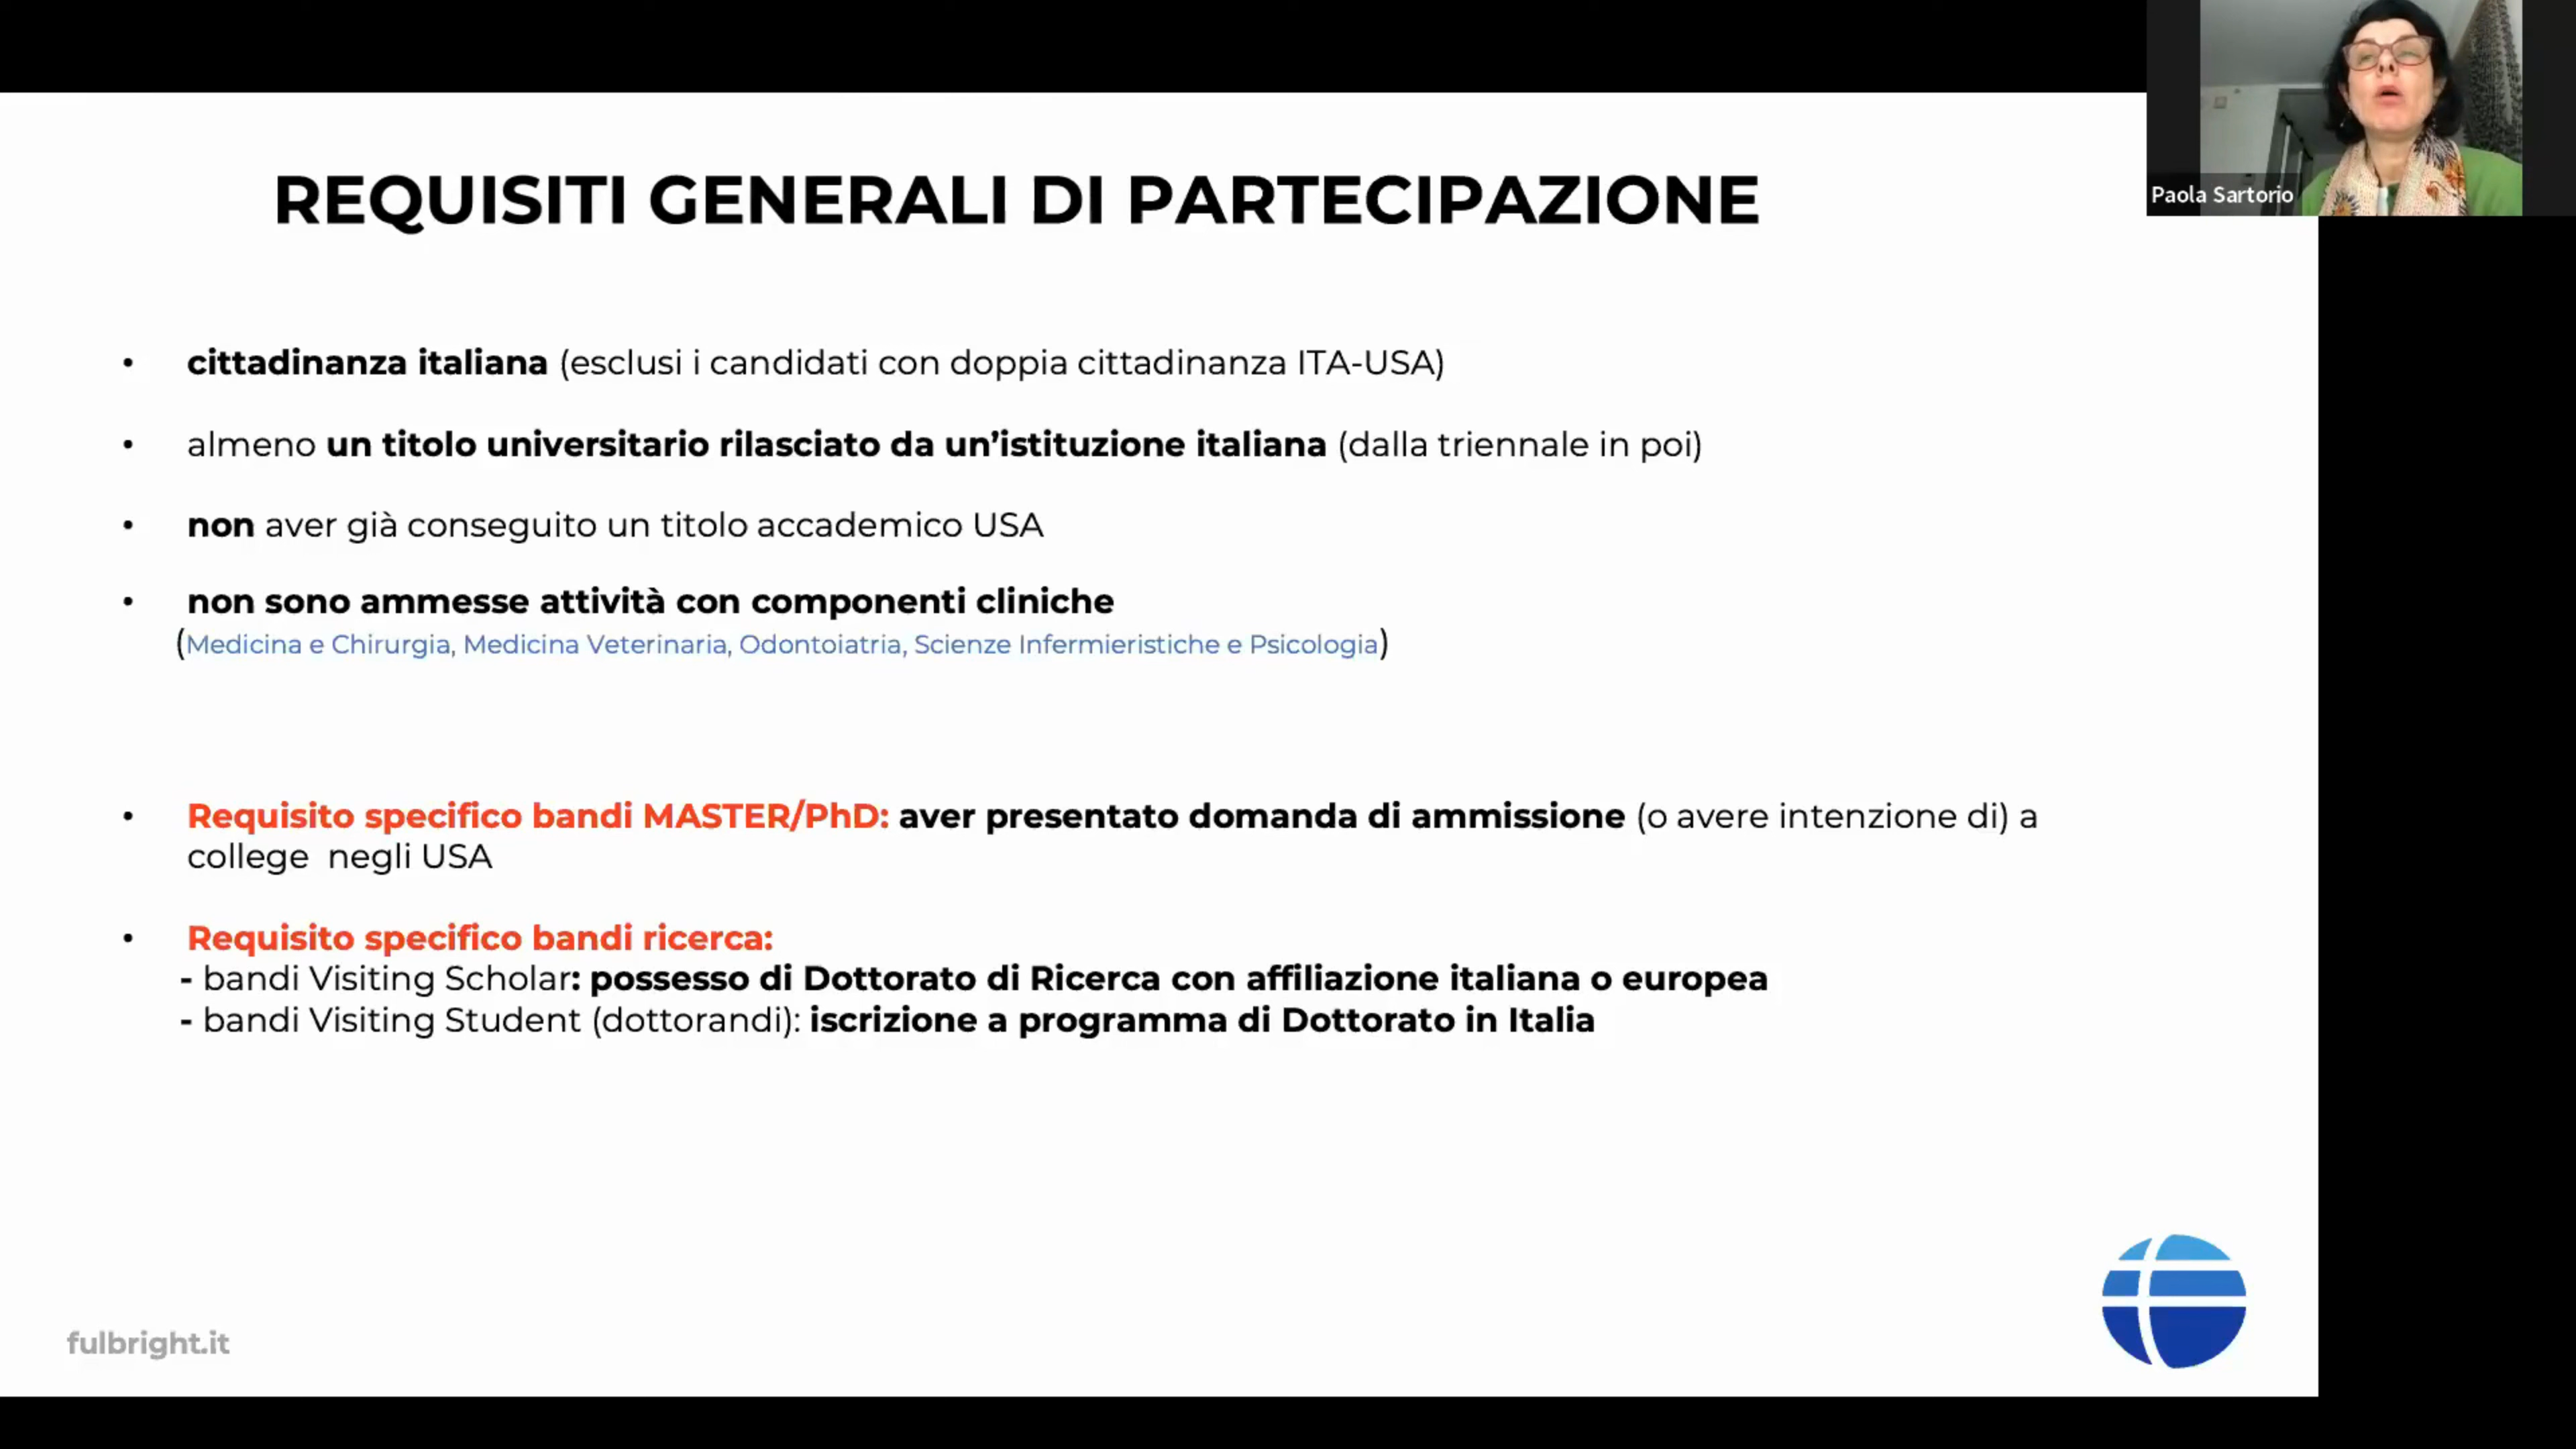 REQUISITI GENERALI DI PARTECIPAZIONE
Paola Sartorio
• cittadinanza italiana (esclusi i candidati con doppia cittadinanza ITA-USA)
• almeno un titolo universitario rilasciato da un’istituzione italiana (dalla triennale in poi)
• non aver già conseguito un titolo accademico USA
• non sono ammesse attività con componenti cliniche
(Medicina e Chirurgia, Medicina Veterinaria, Odontoiatria, Scienze Infermieristiche e Psicologia)
• Requisito specifico bandi MASTER/PhD: aver presentato domanda di ammissione (o avere intenzione di) a
college negli USA
• Requisito specifico bandi ricerca:
- bandi Visiting Scholar: possesso di Dottorato di Ricerca con affiliazione italiana o europea
- bandi Visiting Student (dottorandi): iscrizione a programma di Dottorato in Italia
fulbright.it